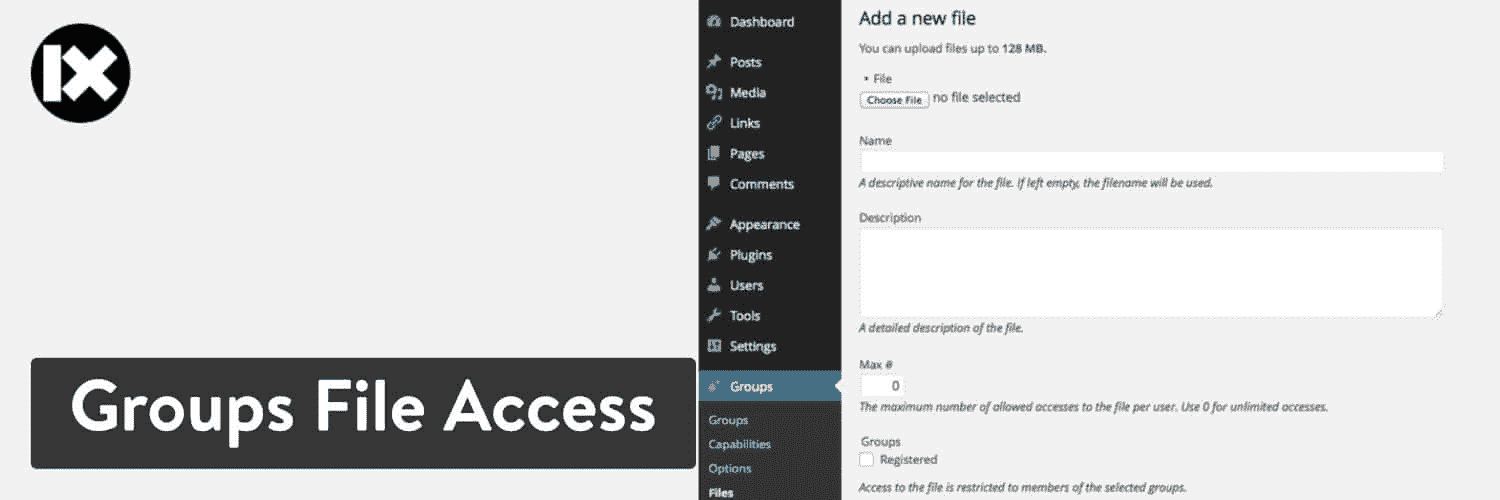 IX
Groups File Access
Dashboard
Posts
Media
Links
Pages
Comments
Appearance
Plugins
Users
Tools
Settings
Groups
Groups
Capabilities
Options
Files
Add a new file
You can upload files up to 128 MB.
* File
Choose File no file selected
Name
A descriptive name for the file. If left empty, the filename will be used.
Description
A detailed description of the file.
Max #
0
The maximum number of allowed accesses to the file per user. Use 0 for unlimited accesses.
Groups
Registered
Access to the file is restricted to members of the selected groups.